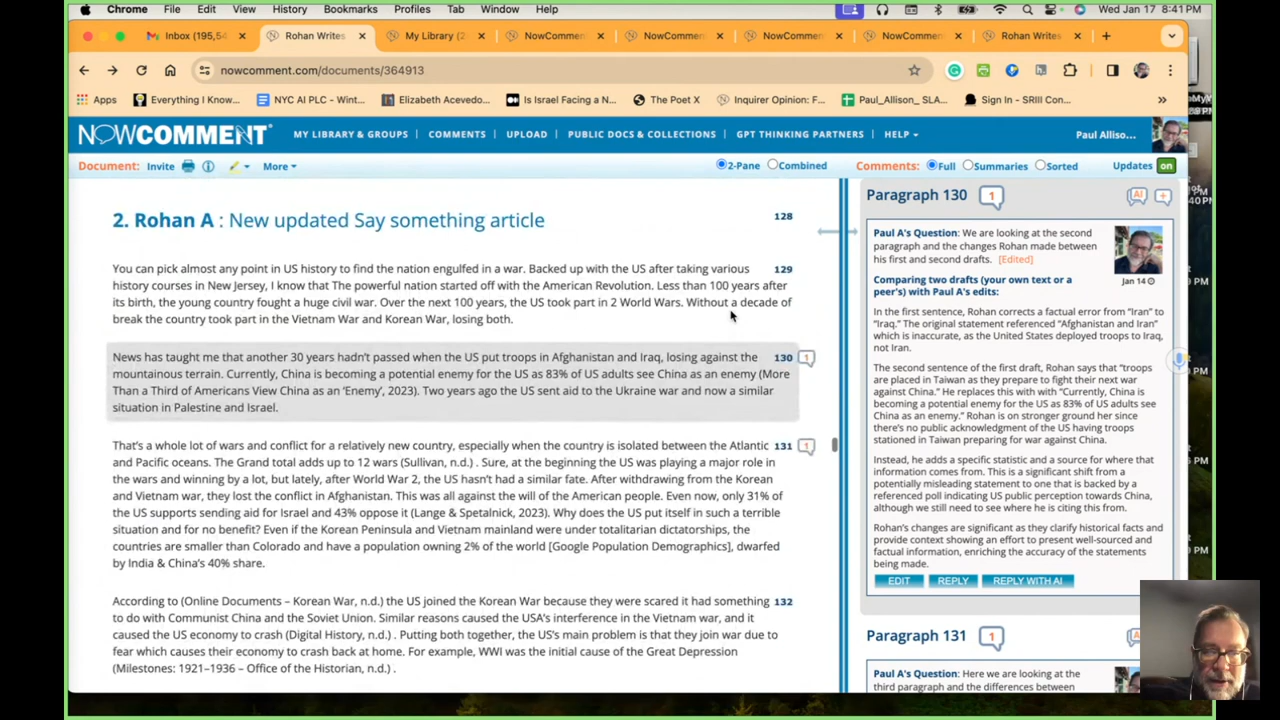 Chrome File Edit View History Bookmarks Profiles Tab Window Help Wed Jan 17 8:41 PM
Inbox (195,54 Rohan Writes My Library (2 NowCommen NowCommen NowCommen NowCommen Rohan Writes
nowcomment.com/documents/364913
Apps Everything I Know... NYC AI PLC - Wint... Elizabeth Acevedo... Is Israel Facing a N... The Poet X Inquirer Opinion: F... Paul_Allison_ SLA... Sign In - SRIII Con... »
NOWCOMMENT MY LIBRARY & GROUPS COMMENTS UPLOAD PUBLIC DOCS & COLLECTIONS GPT THINKING PARTNERS HELP Paul Alliso...
Document: Invite More 2-Pane Combined Comments: Full Summaries Sorted Updates on
2. Rohan A : New updated Say something article 128
You can pick almost any point in US history to find the nation engulfed in a war. Backed up with the US after taking various 129
history courses in New Jersey, I know that The powerful nation started off with the American Revolution. Less than 100 years after
its birth, the young country fought a huge civil war. Over the next 100 years, the US took part in 2 World Wars. Without a decade of
break the country took part in the Vietnam War and Korean War, losing both.
News has taught me that another 30 years hadn't passed when the US put troops in Afghanistan and Iraq, losing against the 130 1
mountainous terrain. Currently, China is becoming a potential enemy for the US as 83% of US adults see China as an enemy (More
Than a Third of Americans View China as an 'Enemy', 2023). Two years ago the US sent aid to the Ukraine war and now a similar
situation in Palestine and Israel.
That's a whole lot of wars and conflict for a relatively new country, especially when the country is isolated between the Atlantic 131 1
and Pacific oceans. The Grand total adds up to 12 wars (Sullivan, n.d.) . Sure, at the beginning the US was playing a major role in
the wars and winning by a lot, but lately, after World War 2, the US hasn't had a similar fate. After withdrawing from the Korean
and Vietnam war, they lost the conflict in Afghanistan. This was all against the will of the American people. Even now, only 31% of
the US supports sending aid for Israel and 43% oppose it (Lange & Spetalnick, 2023). Why does the US put itself in such a terrible
situation and for no benefit? Even if the Korean Peninsula and Vietnam mainland were under totalitarian dictatorships, the
countries are smaller than Colorado and have a population owning 2% of the world [Google Population Demographics], dwarfed
by India & China's 40% share.
According to (Online Documents – Korean War, n.d.) the US joined the Korean War because they were scared it had something 132
to do with Communist China and the Soviet Union. Similar reasons caused the USA's interference in the Vietnam war, and it
caused the US economy to crash (Digital History, n.d.) . Putting both together, the US's main problem is that they join war due to
fear which causes their economy to crash back at home. For example, WWI was the initial cause of the Great Depression
(Milestones: 1921–1936 – Office of the Historian, n.d.) .
Paragraph 130 1 AI +
Paul A's Question: We are looking at the second
paragraph and the changes Rohan made between
his first and second drafts. [Edited]
Jan 14
Comparing two drafts (your own text or a
peer's) with Paul A's edits:
In the first sentence, Rohan corrects a factual error from "Iran" to
"Iraq." The original statement referenced "Afghanistan and Iran"
which is inaccurate, as the United States deployed troops to Iraq,
not Iran.
The second sentence of the first draft, Rohan says that "troops
are placed in Taiwan as they prepare to fight their next war
against China." He replaces this with with "Currently, China is
becoming a potential enemy for the US as 83% of US adults see
China as an enemy." Rohan is on stronger ground her since
there's no public acknowledgment of the US having troops
stationed in Taiwan preparing for war against China.
Instead, he adds a specific statistic and a source for where that
information comes from. This is a significant shift from a
potentially misleading statement to one that is backed by a
referenced poll indicating US public perception towards China,
although we still need to see where he is citing this from.
Rohan's changes are significant as they clarify historical facts and
provide context showing an effort to present well-sourced and
factual information, enriching the accuracy of the statements
being made.
EDIT REPLY REPLY WITH AI
Paragraph 131 1
Paul A's Question: Here we are looking at the
third paragraph and the differences between